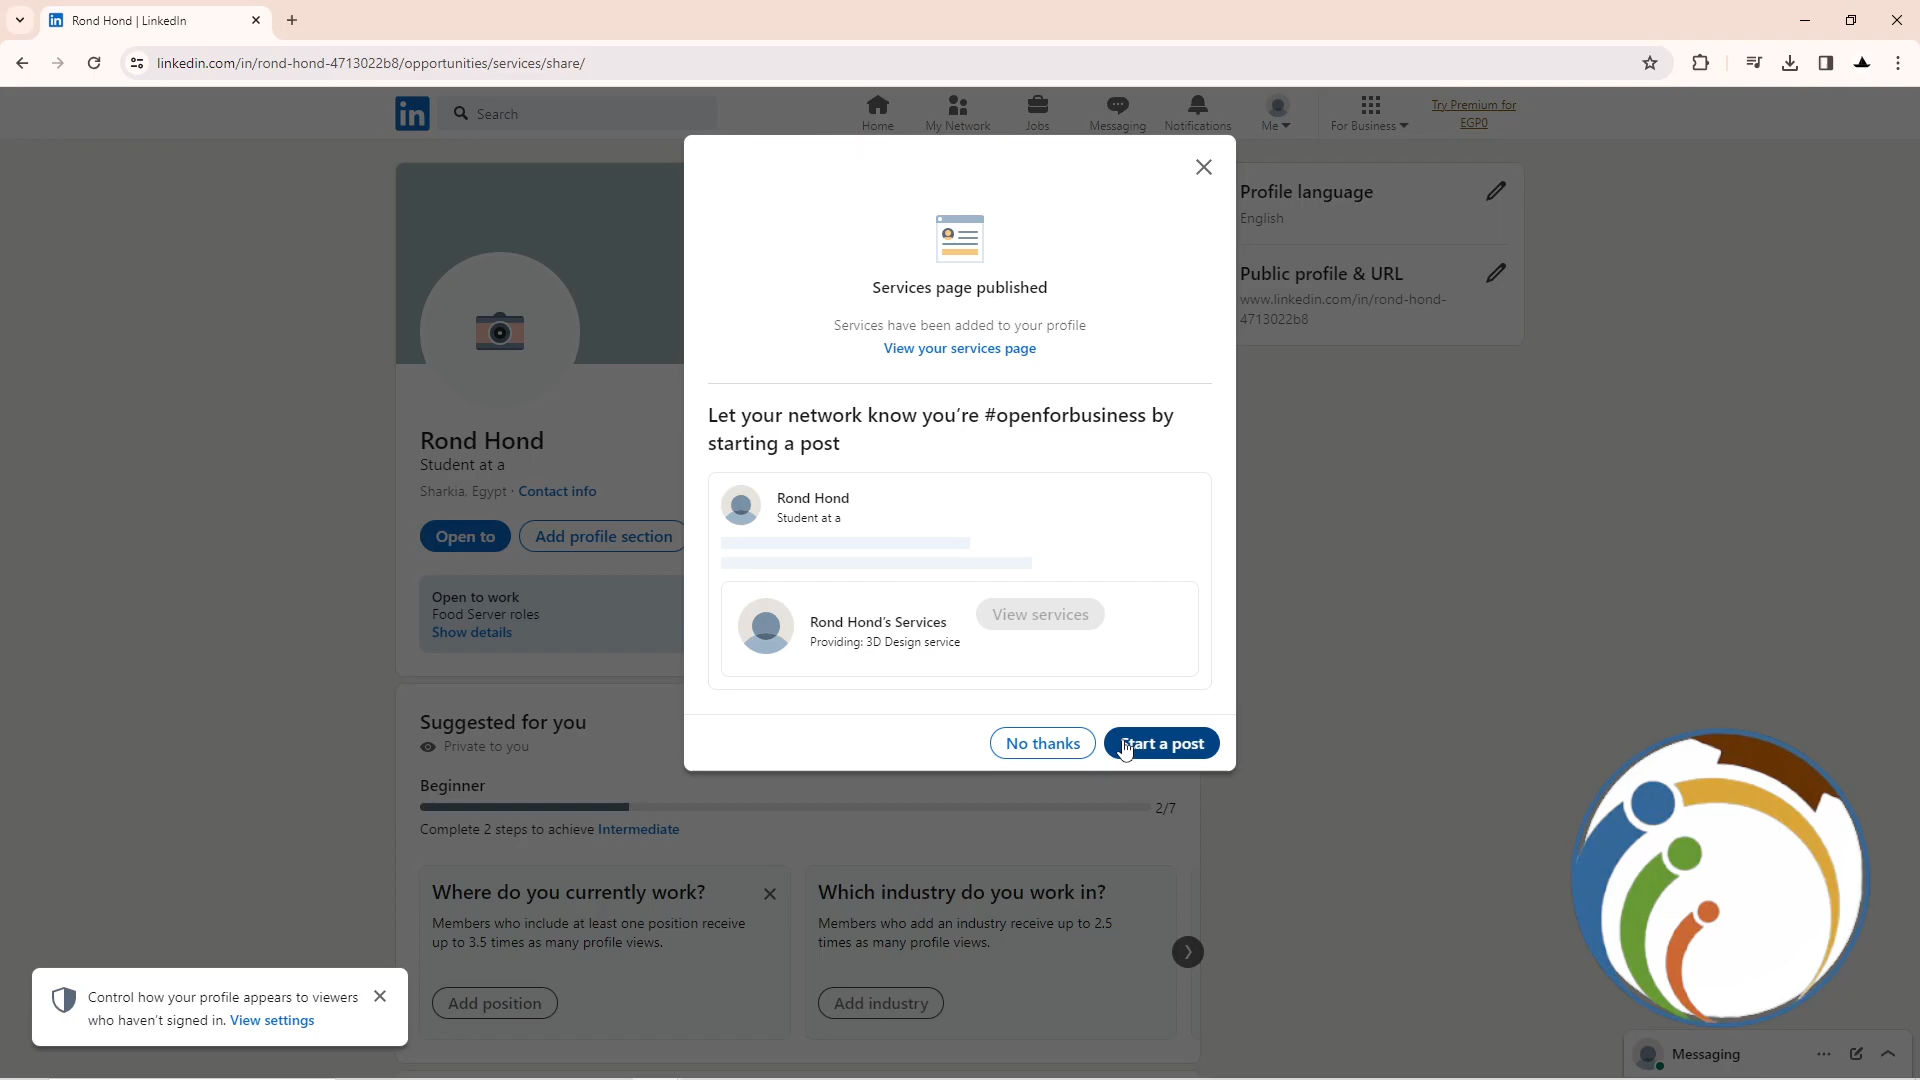 Rond Hond | LinkedIn
linkedin.com/in/rond-hond-4713022b8/opportunities/services/share/
in
Search
Home
My Network
Jobs
Messaging
Notifications
Me
For Business
Try Premium for
EGP0
Profile language
English
Public profile & URL
www.linkedin.com/in/rond-hond-
4713022b8
Rond Hond
Student at a
Sharkia, Egypt · Contact info
Open to
Add profile section
Open to work
Food Server roles
Show details
Services page published
Services have been added to your profile
View your services page
Let your network know you're #openforbusiness by
starting a post
Rond Hond
Student at a
Rond Hond's Services
Providing: 3D Design service
View services
No thanks
Start a post
Suggested for you
Private to you
Beginner
2/7
Complete 2 steps to achieve Intermediate
Where do you currently work?
Members who include at least one position receive
up to 3.5 times as many profile views.
Add position
Which industry do you work in?
Members who add an industry receive up to 2.5
times as many profile views.
Add industry
Control how your profile appears to viewers
who haven't signed in. View settings
Messaging